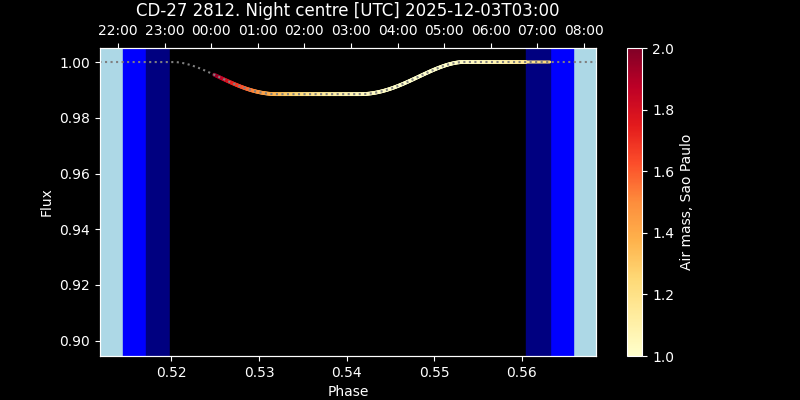 CD-27 2812. Night centre [UTC] 2025-12-03T03:00
22:00 23:00 00:00 01:00 02:00 03:00 04:00 05:00 06:00 07:00 08:00
1.00
0.98
0.96
0.94
0.92
0.90
Flux
0.52 0.53 0.54 0.55 0.56
Phase
2.0
1.8
1.6
1.4
1.2
1.0
Air mass, Sao Paulo